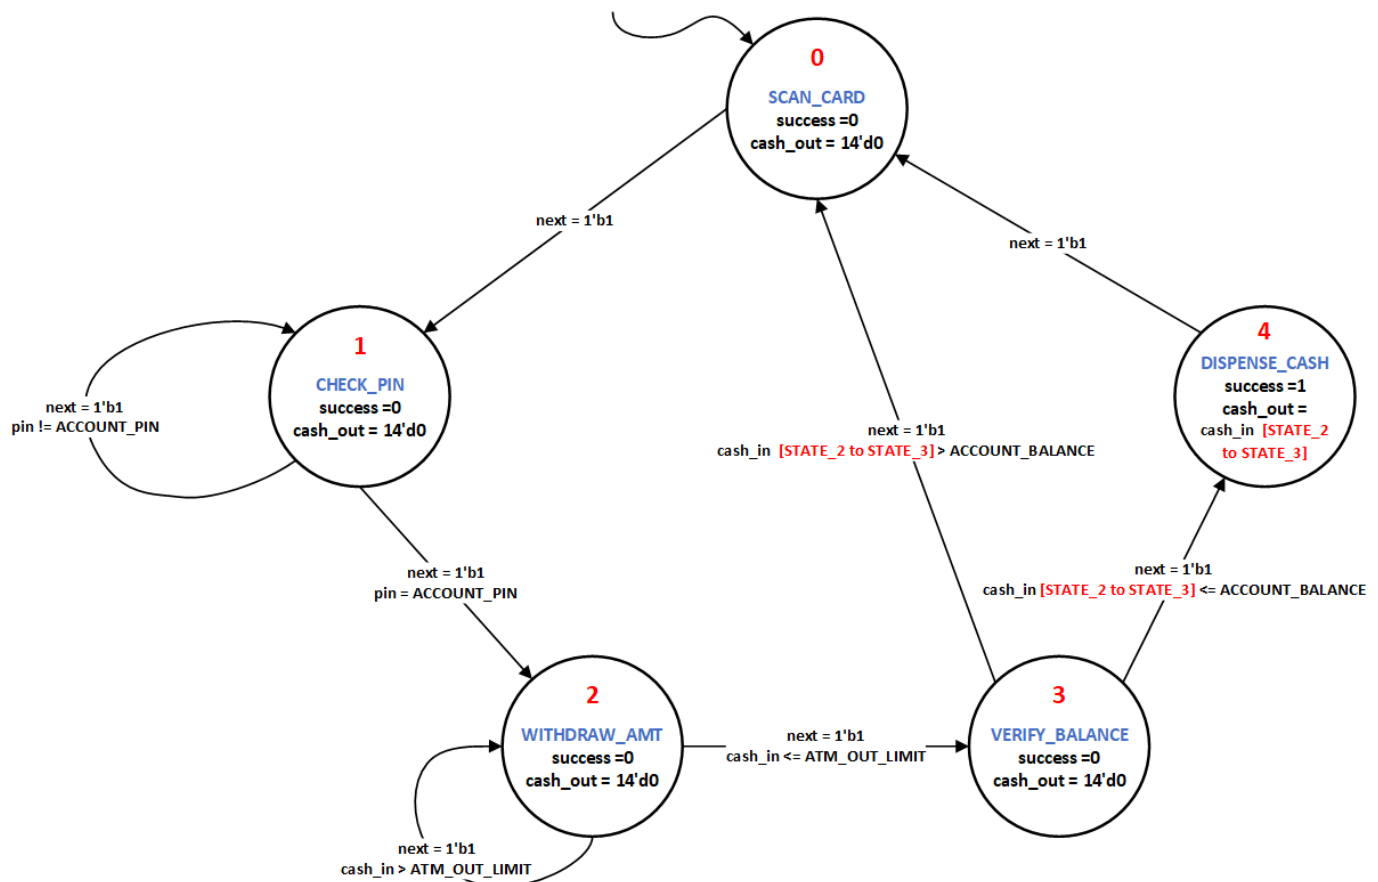 0
SCAN_CARD
success =0
cash_out = 14'd0
next = 1'b1
next = 1'b1
1
CHECK_PIN
success =0
cash_out = 14'd0
4
DISPENSE_CASH
success =1
cash_out =
cash_in [STATE_2
to STATE_3]
next = 1'b1
pin != ACCOUNT_PIN
next = 1'b1
cash_in [STATE_2 to STATE_3] > ACCOUNT_BALANCE
next = 1'b1
pin = ACCOUNT_PIN
next = 1'b1
cash_in [STATE_2 to STATE_3] <= ACCOUNT_BALANCE
2
WITHDRAW_AMT
success =0
cash_out = 14'd0
next = 1'b1
cash_in <= ATM_OUT_LIMIT
3
VERIFY_BALANCE
success =0
cash_out = 14'd0
next = 1'b1
cash_in > ATM_OUT_LIMIT